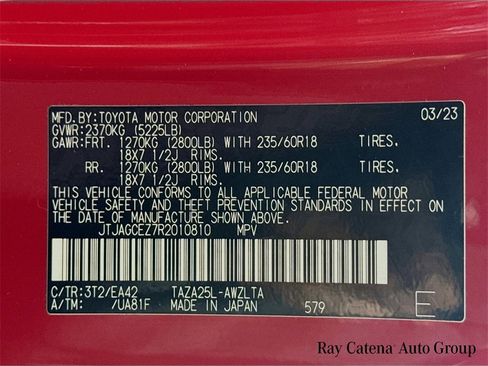 MFD.BY:TOYOTA MOTOR CORPORATION 03/23
GVWR:2370KG (5225LB)
GAWR:FRT. 1270KG (2800LB) WITH 235/60R18 TIRES,
18X7 1/2J RIMS.
RR. 1270KG (2800LB) WITH 235/60R18 TIRES,
18X7 1/2J RIMS.
THIS VEHICLE CONFORMS TO ALL APPLICABLE FEDERAL MOTOR
VEHICLE SAFETY AND THEFT PREVENTION STANDARDS IN EFFECT
ON THE DATE OF MANUFACTURE SHOWN ABOVE.
JTJAGCEZ7R2010810 MPV
C/TR:3T2/EA42 TAZA25L-AWZLTA
A/TM: /UA81F MADE IN JAPAN 579 E
Ray Catena Auto Group